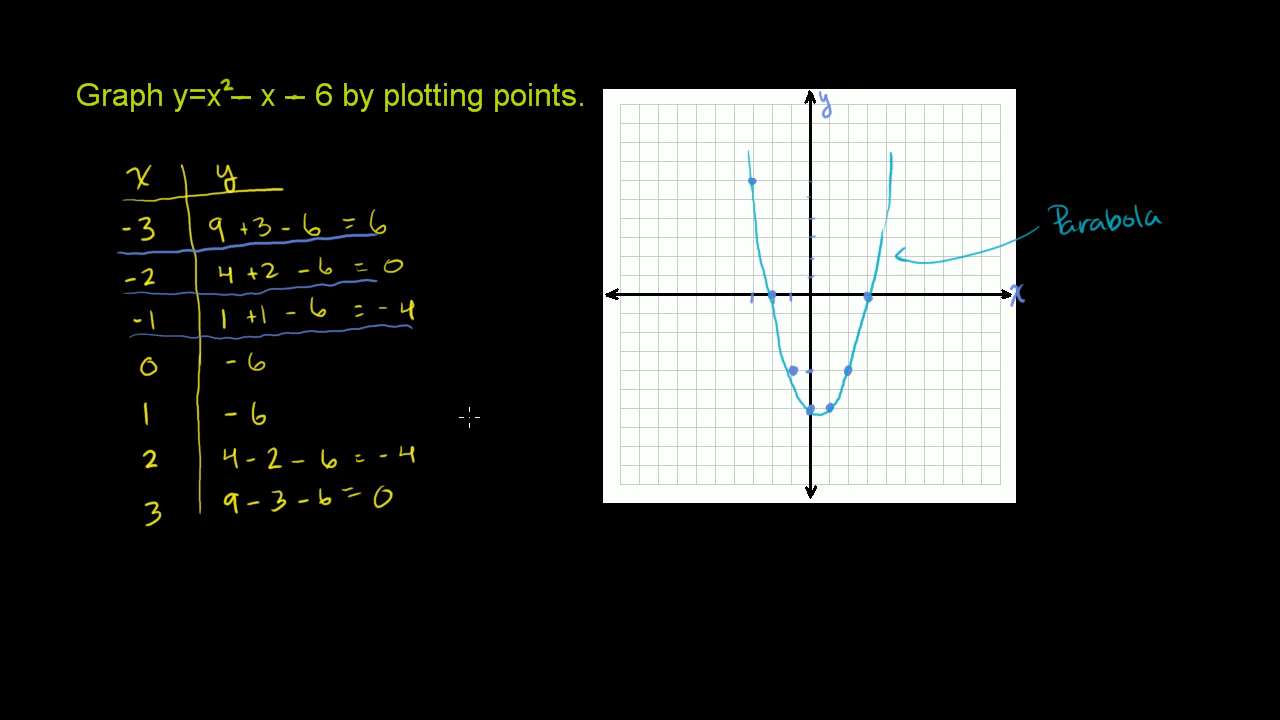 Graph y=x²– x – 6 by plotting points.
x y
-3 9 +3 - 6 = 6
-2 4 +2 - 6 = 0
-1 1 +1 - 6 = -4
0 -6
1 -6
2 4 - 2 - 6 = -4
3 9 - 3 - 6 = 0
y
Parabola
x